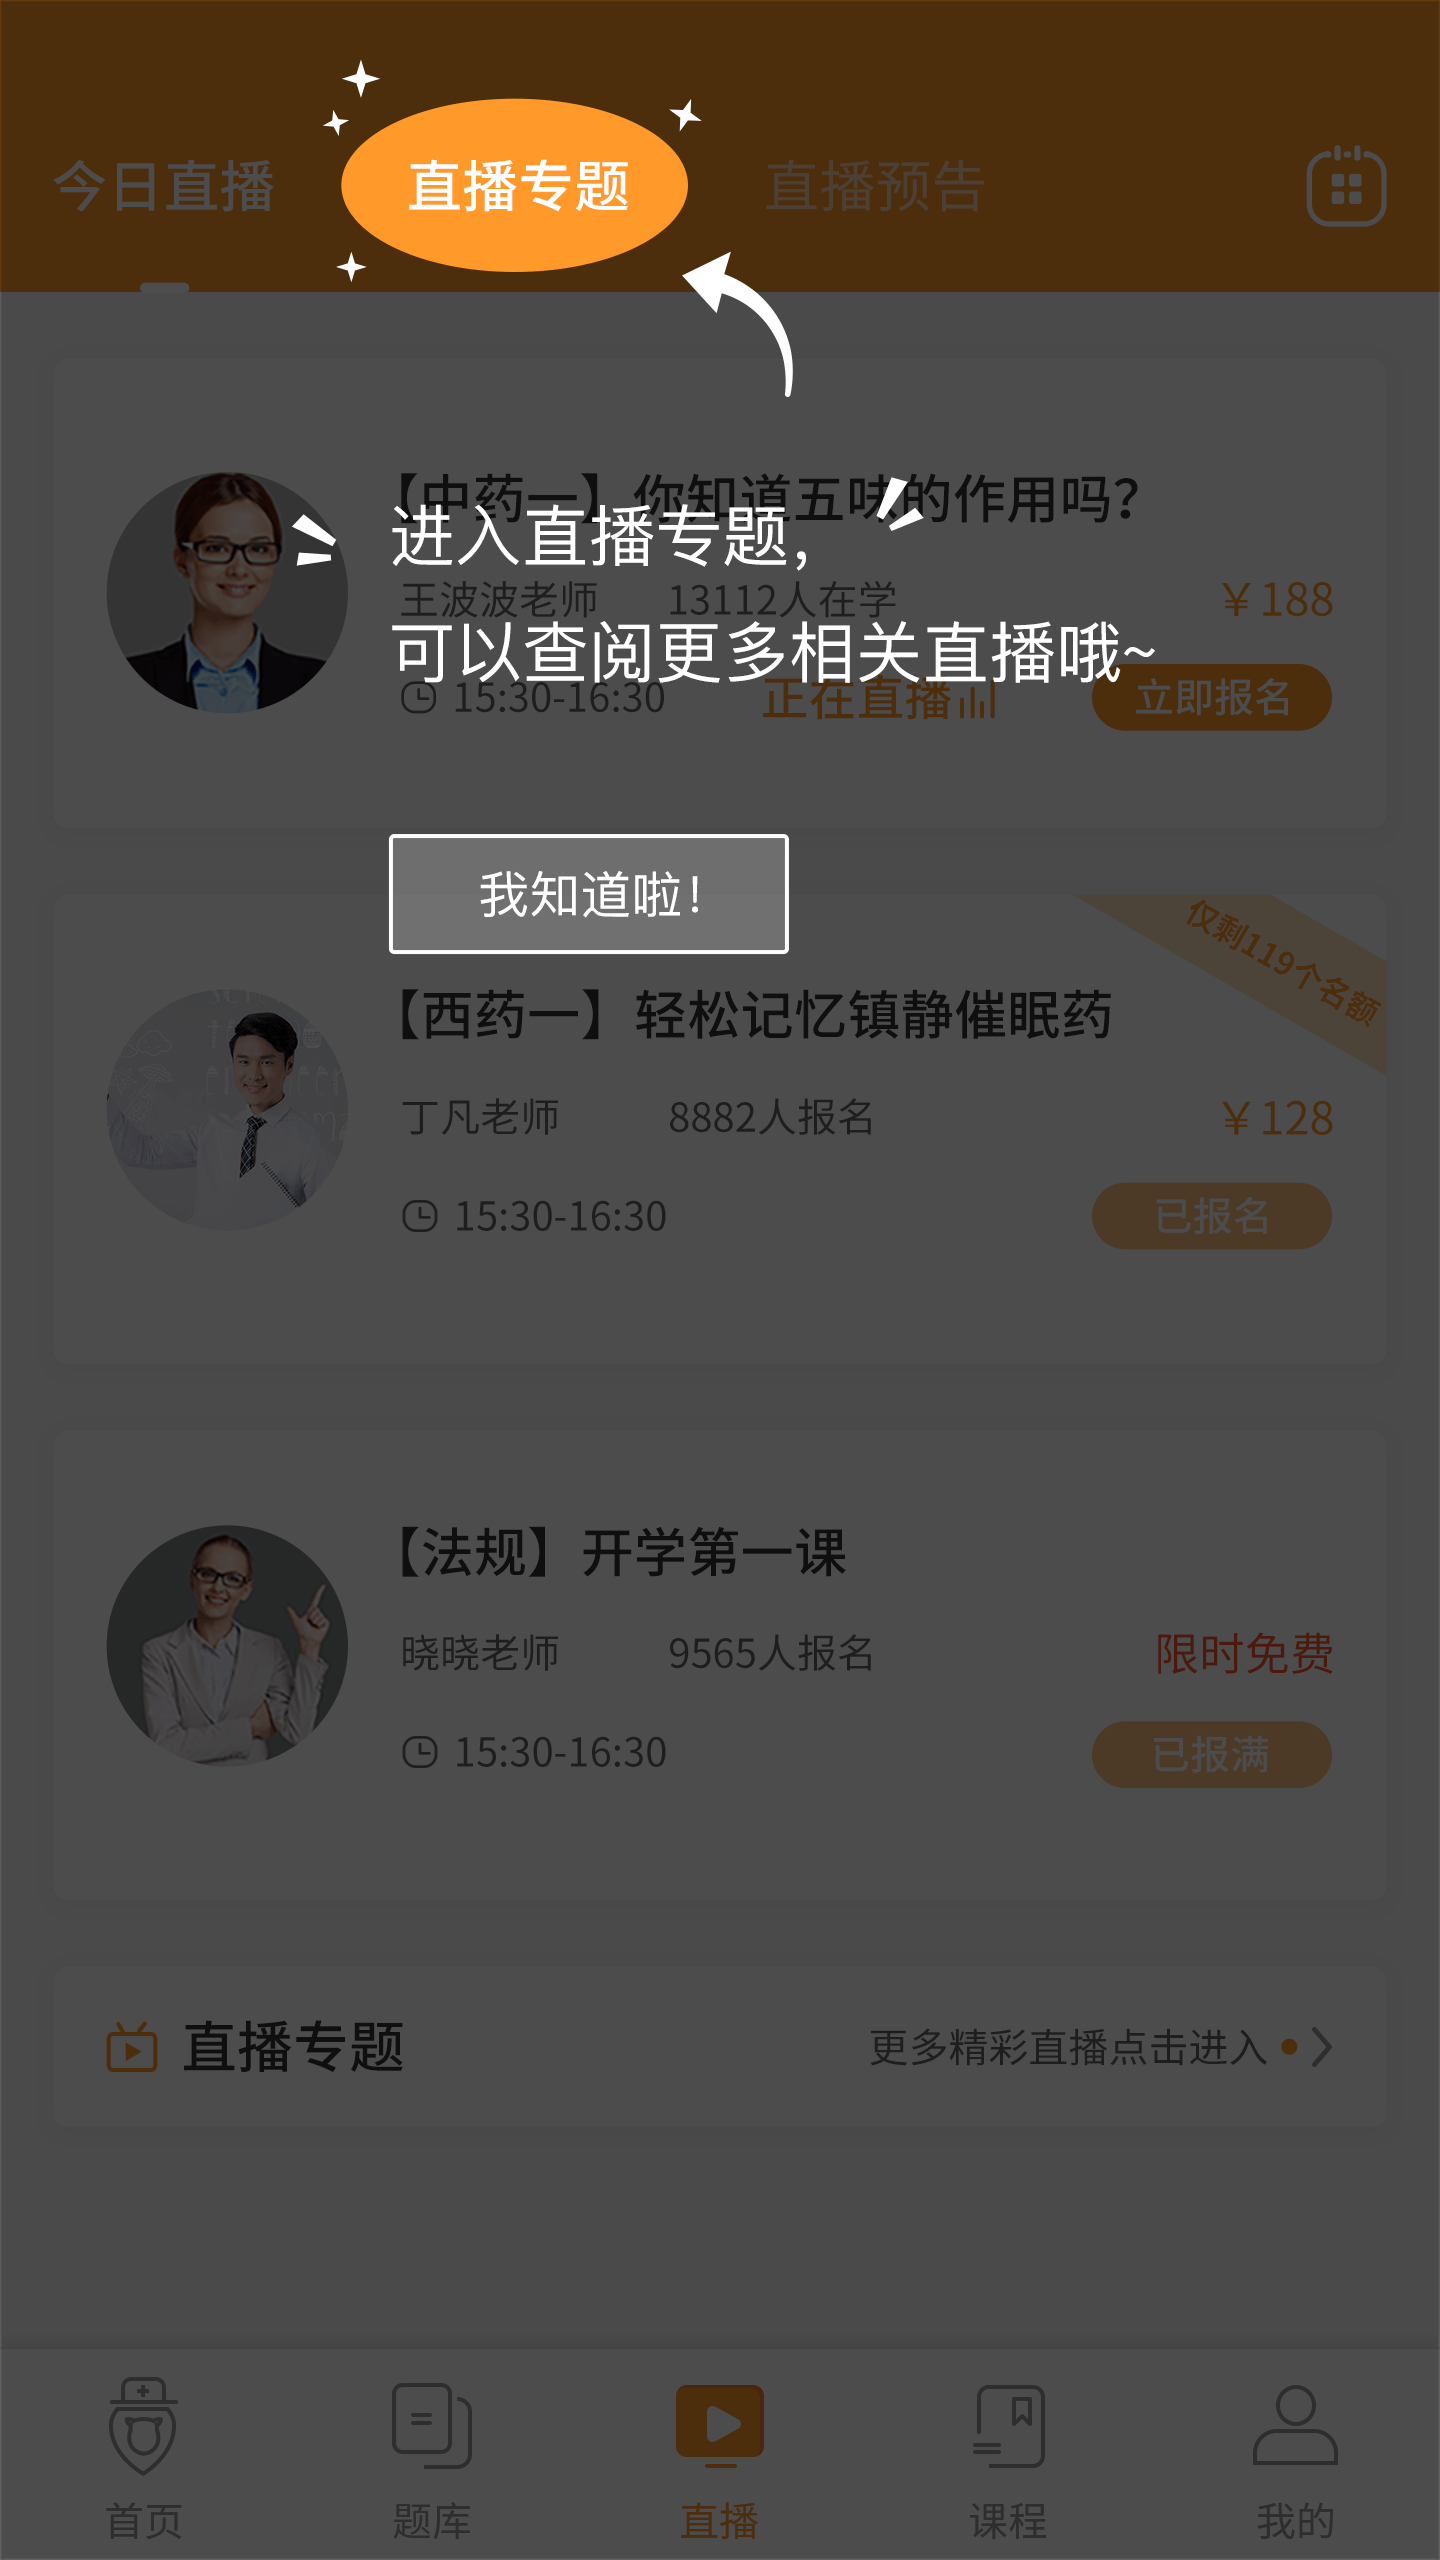 今日直播
直播专题
直播预告
【中药一】你知道五味的作用吗？
进入直播专题，
王波波老师 13112人在学 ￥188
可以查阅更多相关直播哦~
15:30-16:30 正在直播 立即报名
我知道啦！
仅剩119个名额
【西药一】轻松记忆镇静催眠药
丁凡老师 8882人报名 ￥128
15:30-16:30 已报名
【法规】开学第一课
晓晓老师 9565人报名 限时免费
15:30-16:30 已报满
直播专题 更多精彩直播点击进入
首页 题库 直播 课程 我的